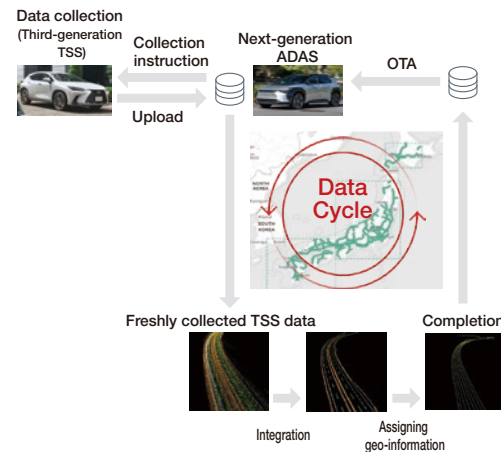 Data collection
(Third-generation
TSS)
Collection
instruction
Upload
Next-generation
ADAS
OTA
NORTH
KOREA
SOUTH
KOREA
Data
Cycle
Freshly collected TSS data
Completion
Integration
Assigning
geo-information